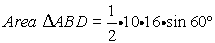 Area ΔABD = 1/2•10•16•sin 60°